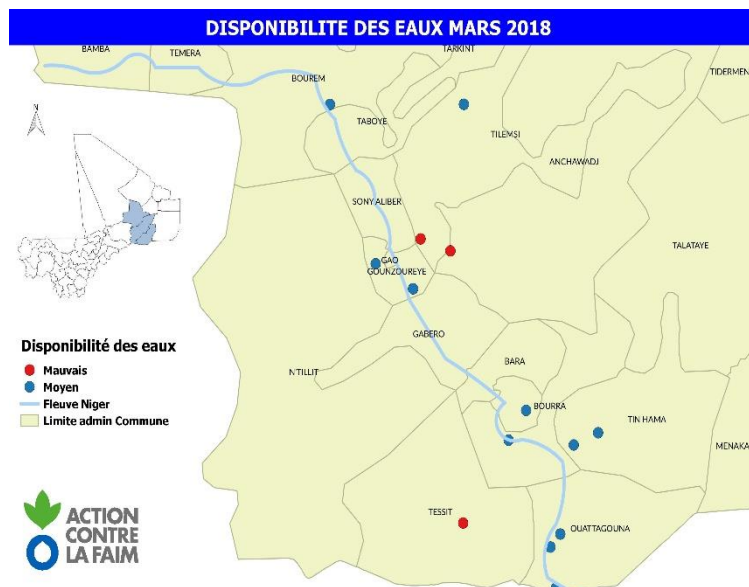 DISPONIBILITE DES EAUX MARS 2018
BAMBA
TEMERA
TARKINT
BOUREM
TIDERMEN
N
TABOYE
TILEMSI
ANCHAWADJI
SONY ALIBER
TALATAYE
GAO
GOUNZOUREYE
GABERO
Disponibilité des eaux
BARA
Mauvais
N'TILLIT
Moyen
Fleuve Niger
BOURRA
Limite admin Commune
TIN HAMA
MENAKA
TESSIT
OUATTAGOUNA
ACTION
CONTRE
LA FAIM